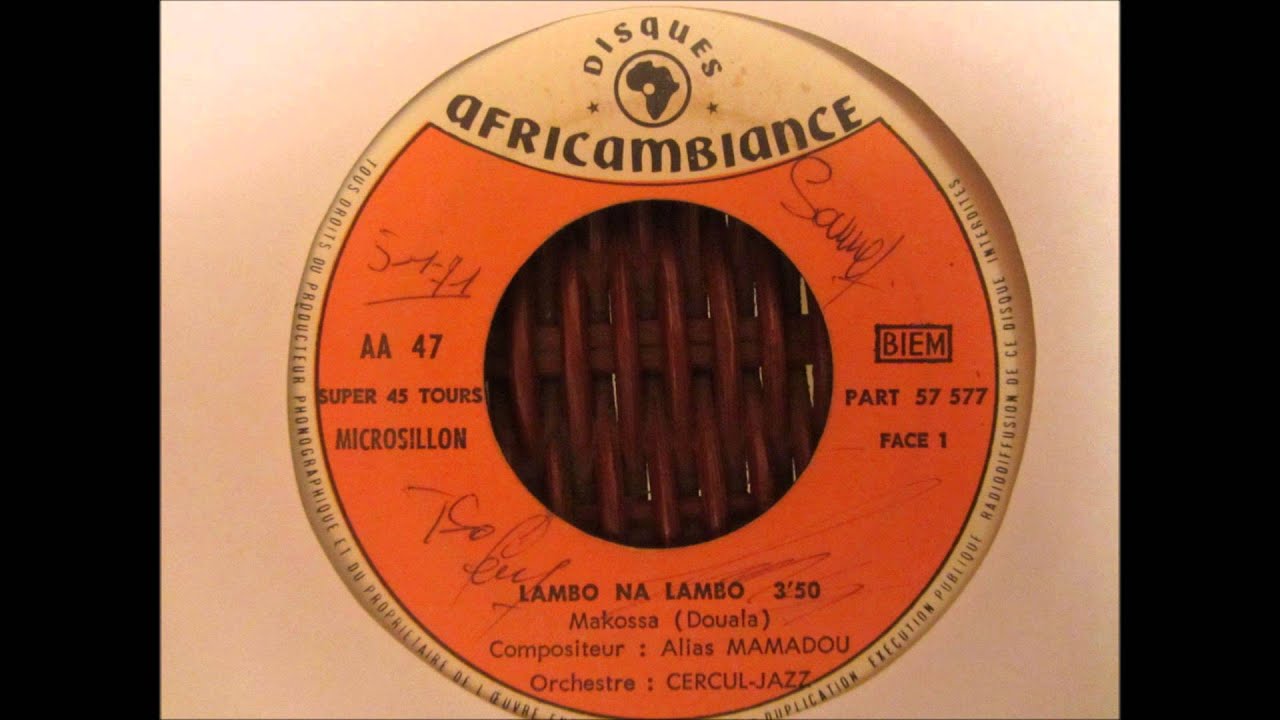 DISQUES
AFRICAMBIANCE
TOUS DROITS DU PRODUCTEUR PHONOGRAPHIQUE ET DU PROPRIETAIRE DE L'ŒUVRE
DUPLICATION EXECUTION PUBLIQUE RADIODIFFUSION DE CE DISQUE INTERDITES
Samuel
5-1-71
AA 47
SUPER 45 TOURS
MICROSILLON
BIEM
PART 57 577
FACE 1
LAMBO NA LAMBO 3'50
Makossa (Douala)
Compositeur : Alias MAMADOU
Orchestre : CERCUL-JAZZ